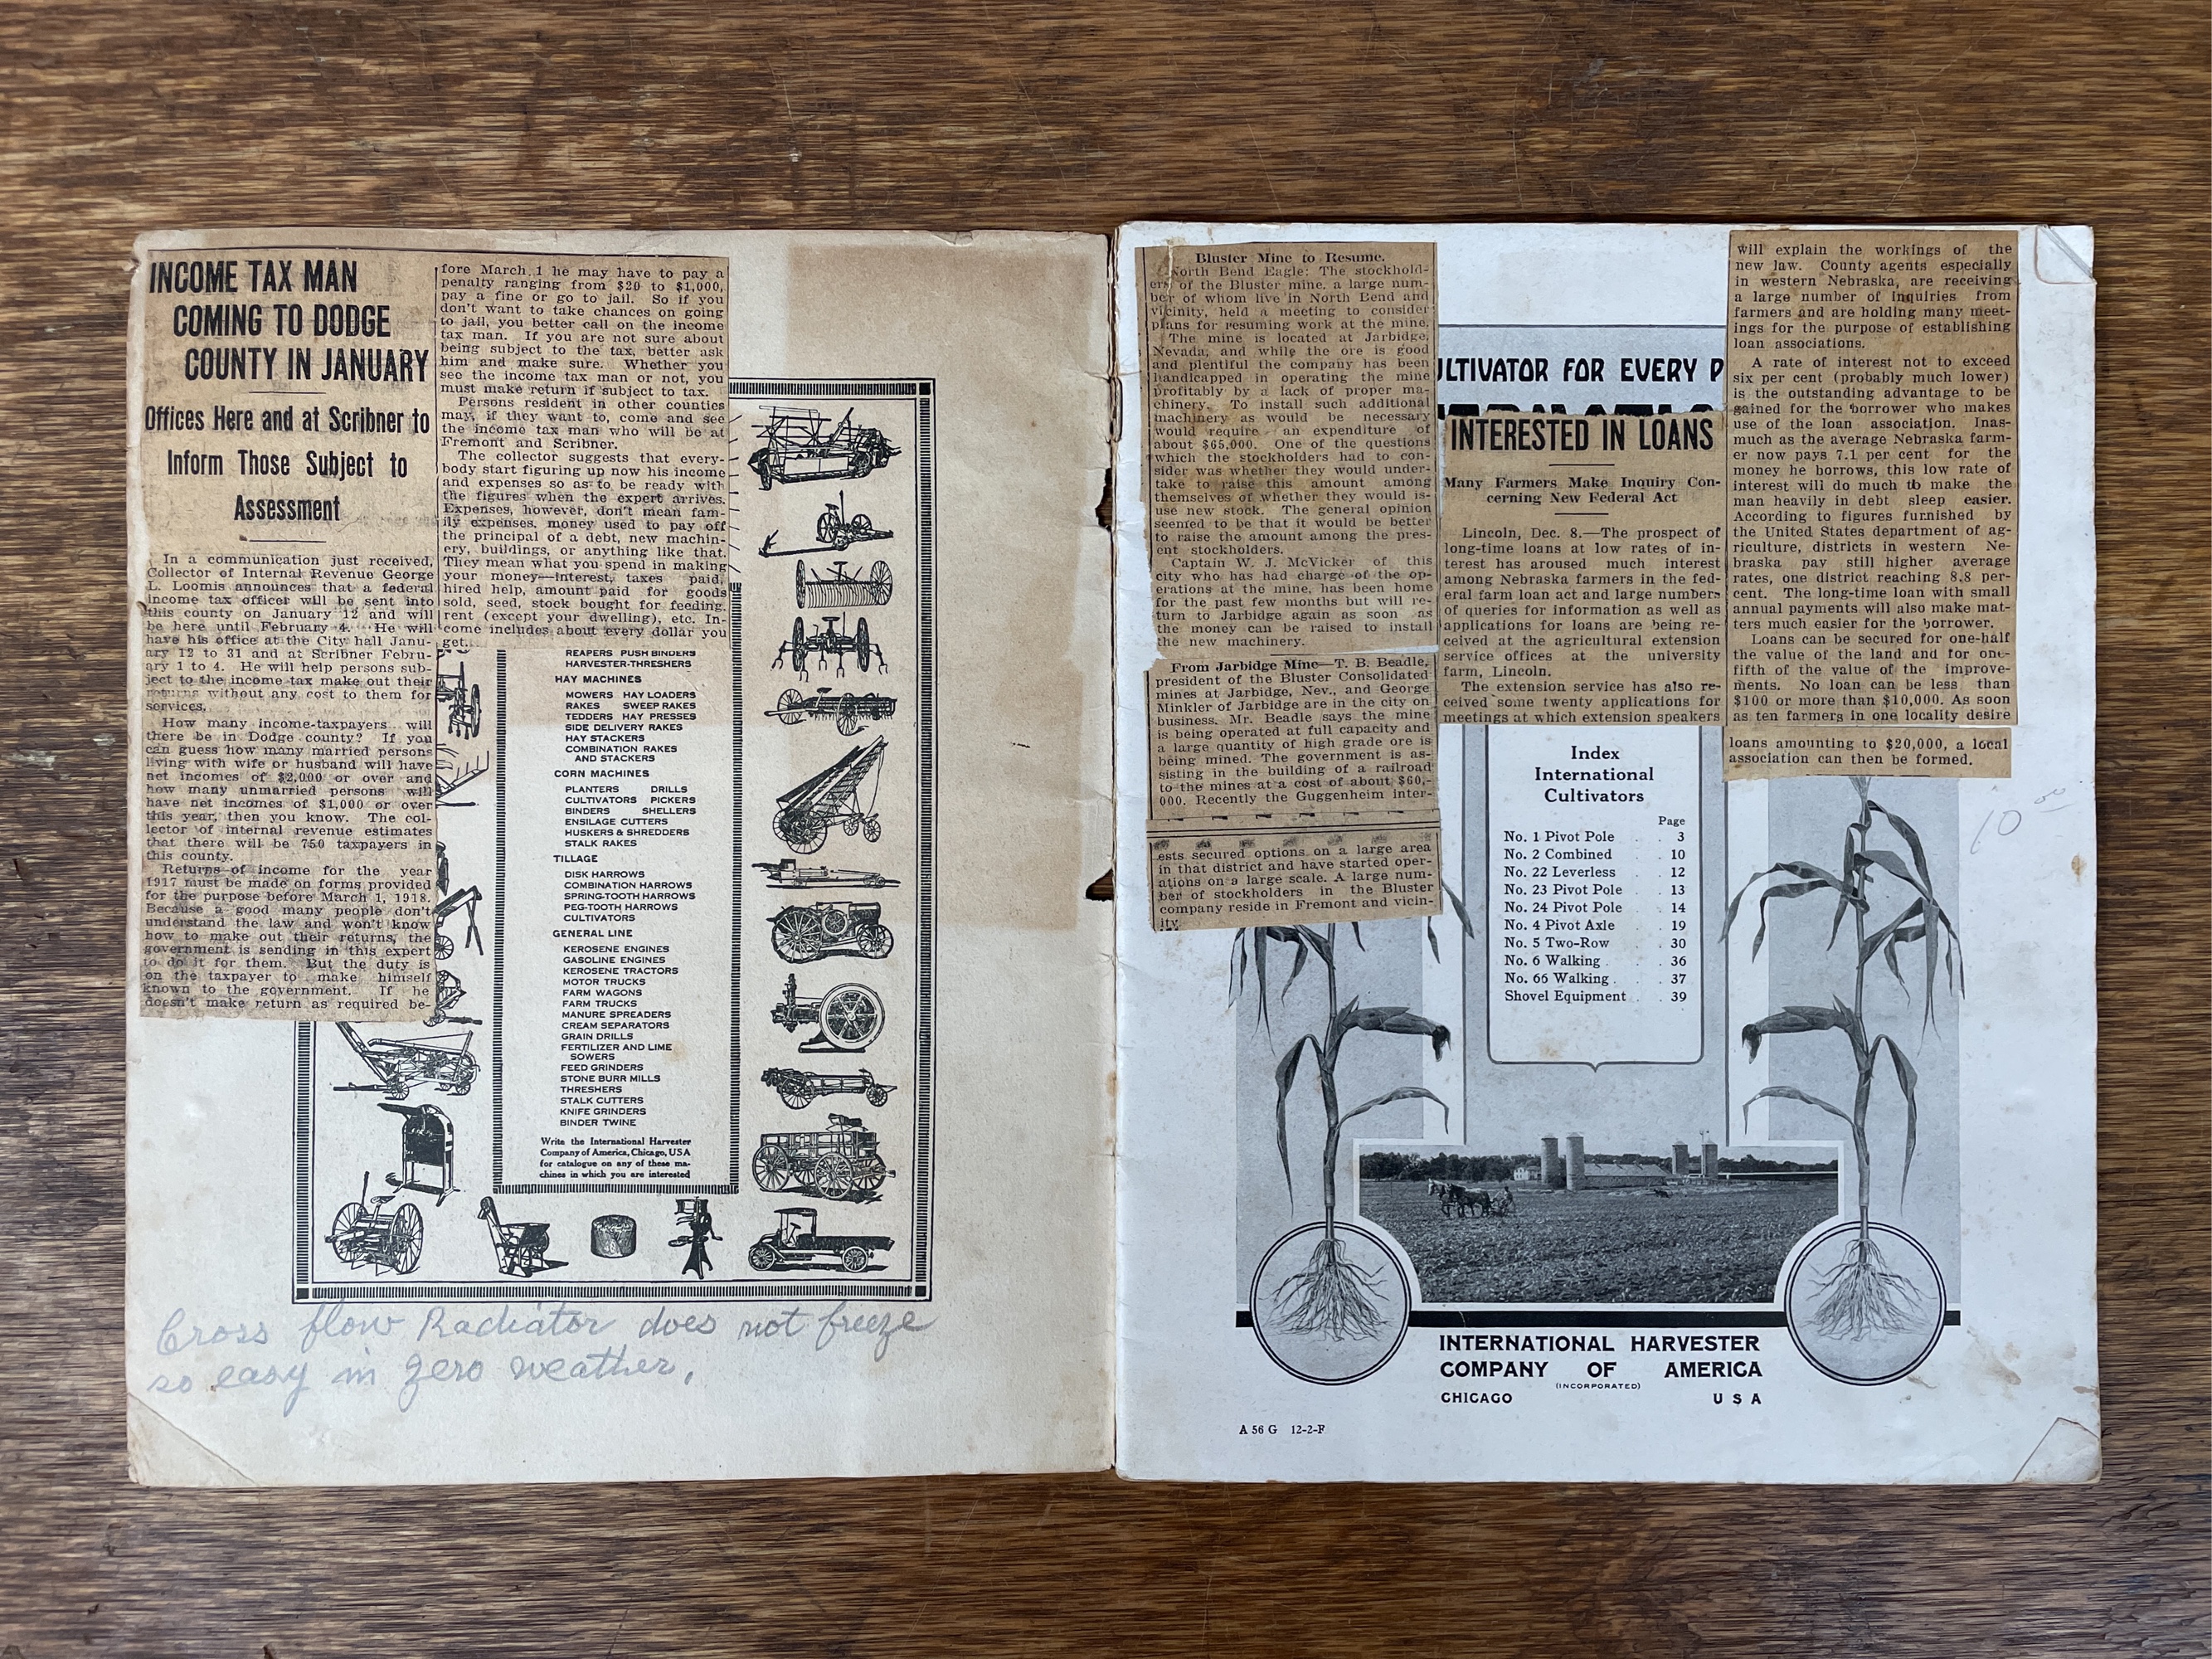 INCOME TAX MAN
COMING TO DODGE
COUNTY IN JANUARY
Offices Here and at Scribner to
Inform Those Subject to
Assessment
In a communication just received,
Collector of Internal Revenue George
L. Loomis announces that a federal
income tax officer will be sent into
this county on January 12 and will
be here until February 4. He will
have his office at the City hall Janu-
ary 12 to 31 and at Scribner Febru-
ary 1 to 4. He will help persons sub-
ject to the income tax make out their
returns without any cost to them for
services.
How many income-taxpayers will
there be in Dodge county? If you
can guess how many married persons
living with wife or husband will have
net incomes of $2,000 or over and
how many unmarried persons will
have net incomes of $1,000 or over
this year, then you know. The col-
lector of internal revenue estimates
that there will be 750 taxpayers in
this county.
Returns of income for the year
1917 must be made on forms provided
for the purpose before March 1, 1918.
Because a good many people don't
understand the law and won't know
how to make out their returns, the
government is sending in this expert
to do it for them. But the duty is
on the taxpayer to make himself
known to the government. If he
doesn't make return as required be-
fore March 1 he may have to pay a
penalty ranging from $20 to $1,000,
pay a fine or go to jail. So if you
don't want to take chances on going
to jail, you better call on the income
tax man. If you are not sure about
being subject to the tax, better ask
him and make sure. Whether you
see the income tax man or not, you
must make return if subject to tax.
Persons resident in other counties
may, if they want to, come and see
the income tax man who will be at
Fremont and Scribner.
The collector suggests that every-
body start figuring up now his income
and expenses so as to be ready with
the figures when the expert arrives.
Expenses, however, don't mean fam-
ily expenses, money used to pay off
the principal of a debt, new machin-
ery, buildings, or anything like that.
They mean what you spend in making
your money—interest, taxes paid,
hired help, amount paid for goods
sold, seed, stock bought for feeding,
rent (except your dwelling), etc. In-
come includes about every dollar you
get.
REAPERS PUSH BINDERS
HARVESTER-THRESHERS
HAY MACHINES
MOWERS HAY LOADERS
RAKES SWEEP RAKES
TEDDERS HAY PRESSES
SIDE DELIVERY RAKES
HAY STACKERS
COMBINATION RAKES
AND STACKERS
CORN MACHINES
PLANTERS DRILLS
CULTIVATORS PICKERS
BINDERS SHELLERS
ENSILAGE CUTTERS
HUSKERS & SHREDDERS
STALK RAKES
TILLAGE
DISK HARROWS
COMBINATION HARROWS
SPRING-TOOTH HARROWS
PEG-TOOTH HARROWS
CULTIVATORS
GENERAL LINE
KEROSENE ENGINES
GASOLINE ENGINES
KEROSENE TRACTORS
MOTOR TRUCKS
FARM WAGONS
FARM TRUCKS
MANURE SPREADERS
CREAM SEPARATORS
GRAIN DRILLS
FERTILIZER AND LIME
SOWERS
FEED GRINDERS
STONE BURR MILLS
THRESHERS
STALK CUTTERS
KNIFE GRINDERS
BINDER TWINE
Write the International Harvester
Company of America, Chicago, USA
for catalogue on any of these ma-
chines in which you are interested
Cross flow Radiator does not freeze
so easy in zero weather.
Bluster Mine to Resume.
North Bend Eagle: The stockhold-
ers of the Bluster mine, a large num-
ber of whom live in North Bend and
vicinity, held a meeting to consider
plans for resuming work at the mine.
The mine is located at Jarbidge,
Nevada, and while the ore is good
and plentiful the company has been
handicapped in operating the mine
profitably by a lack of proper ma-
chinery. To install such additional
machinery as would be necessary
would require an expenditure of
about $65,000. One of the questions
which the stockholders had to con-
sider was whether they would under-
take to raise this amount among
themselves of whether they would is-
use new stock. The general opinion
seemed to be that it would be better
to raise the amount among the pres-
ent stockholders.
Captain W. J. McVicker of this
city who has had charge of the op-
erations at the mine, has been home
for the past few months but will re-
turn to Jarbidge again as soon as
the money can be raised to install
the new machinery.
From Jarbidge Mine—T. B. Beadle,
president of the Bluster Consolidated
mines at Jarbidge, Nev., and George
Minkler of Jarbidge are in the city on
business. Mr. Beadle says the mine
is being operated at full capacity and
a large quantity of high grade ore is
being mined. The government is as-
sisting in the building of a railroad
to the mines at a cost of about $60,-
000. Recently the Guggenheim inter-
ests secured options on a large area
in that district and have started oper-
ations on a large scale. A large num-
ber of stockholders in the Bluster
company reside in Fremont and vicin-
ity.
ULTIVATOR FOR EVERY P
INTERESTED IN LOANS
Many Farmers Make Inquiry Con-
cerning New Federal Act
Lincoln, Dec. 8.—The prospect of
long-time loans at low rates of in-
terest has aroused much interest
among Nebraska farmers in the fed-
eral farm loan act and large numbers
of queries for information as well as
applications for loans are being re-
ceived at the agricultural extension
service offices at the university
farm, Lincoln.
The extension service has also re-
ceived some twenty applications for
meetings at which extension speakers
will explain the workings of the
new law. County agents especially
in western Nebraska, are receiving
a large number of inquiries from
farmers and are holding many meet-
ings for the purpose of establishing
loan associations.
A rate of interest not to exceed
six per cent (probably much lower)
is the outstanding advantage to be
gained for the borrower who makes
use of the loan association. Inas-
much as the average Nebraska farm-
er now pays 7.1 per cent for the
money he borrows, this low rate of
interest will do much to make the
man heavily in debt sleep easier.
According to figures furnished by
the United States department of ag-
riculture, districts in western Ne-
braska pay still higher average
rates, one district reaching 8.8 per-
cent. The long-time loan with small
annual payments will also make mat-
ters much easier for the borrower.
Loans can be secured for one-half
the value of the land and for one-
fifth of the value of the improve-
ments. No loan can be less than
$100 or more than $10,000. As soon
as ten farmers in one locality desire
loans amounting to $20,000, a local
association can then be formed.
Index
International
Cultivators
Page
No. 1 Pivot Pole . 3
No. 2 Combined . 10
No. 22 Leverless . 12
No. 23 Pivot Pole . 13
No. 24 Pivot Pole . 14
No. 4 Pivot Axle . 19
No. 5 Two-Row . 30
No. 6 Walking . . 36
No. 66 Walking . . 37
Shovel Equipment . . 39
10
INTERNATIONAL HARVESTER
COMPANY OF AMERICA
(INCORPORATED)
CHICAGO USA
A 56 G 12-2-F